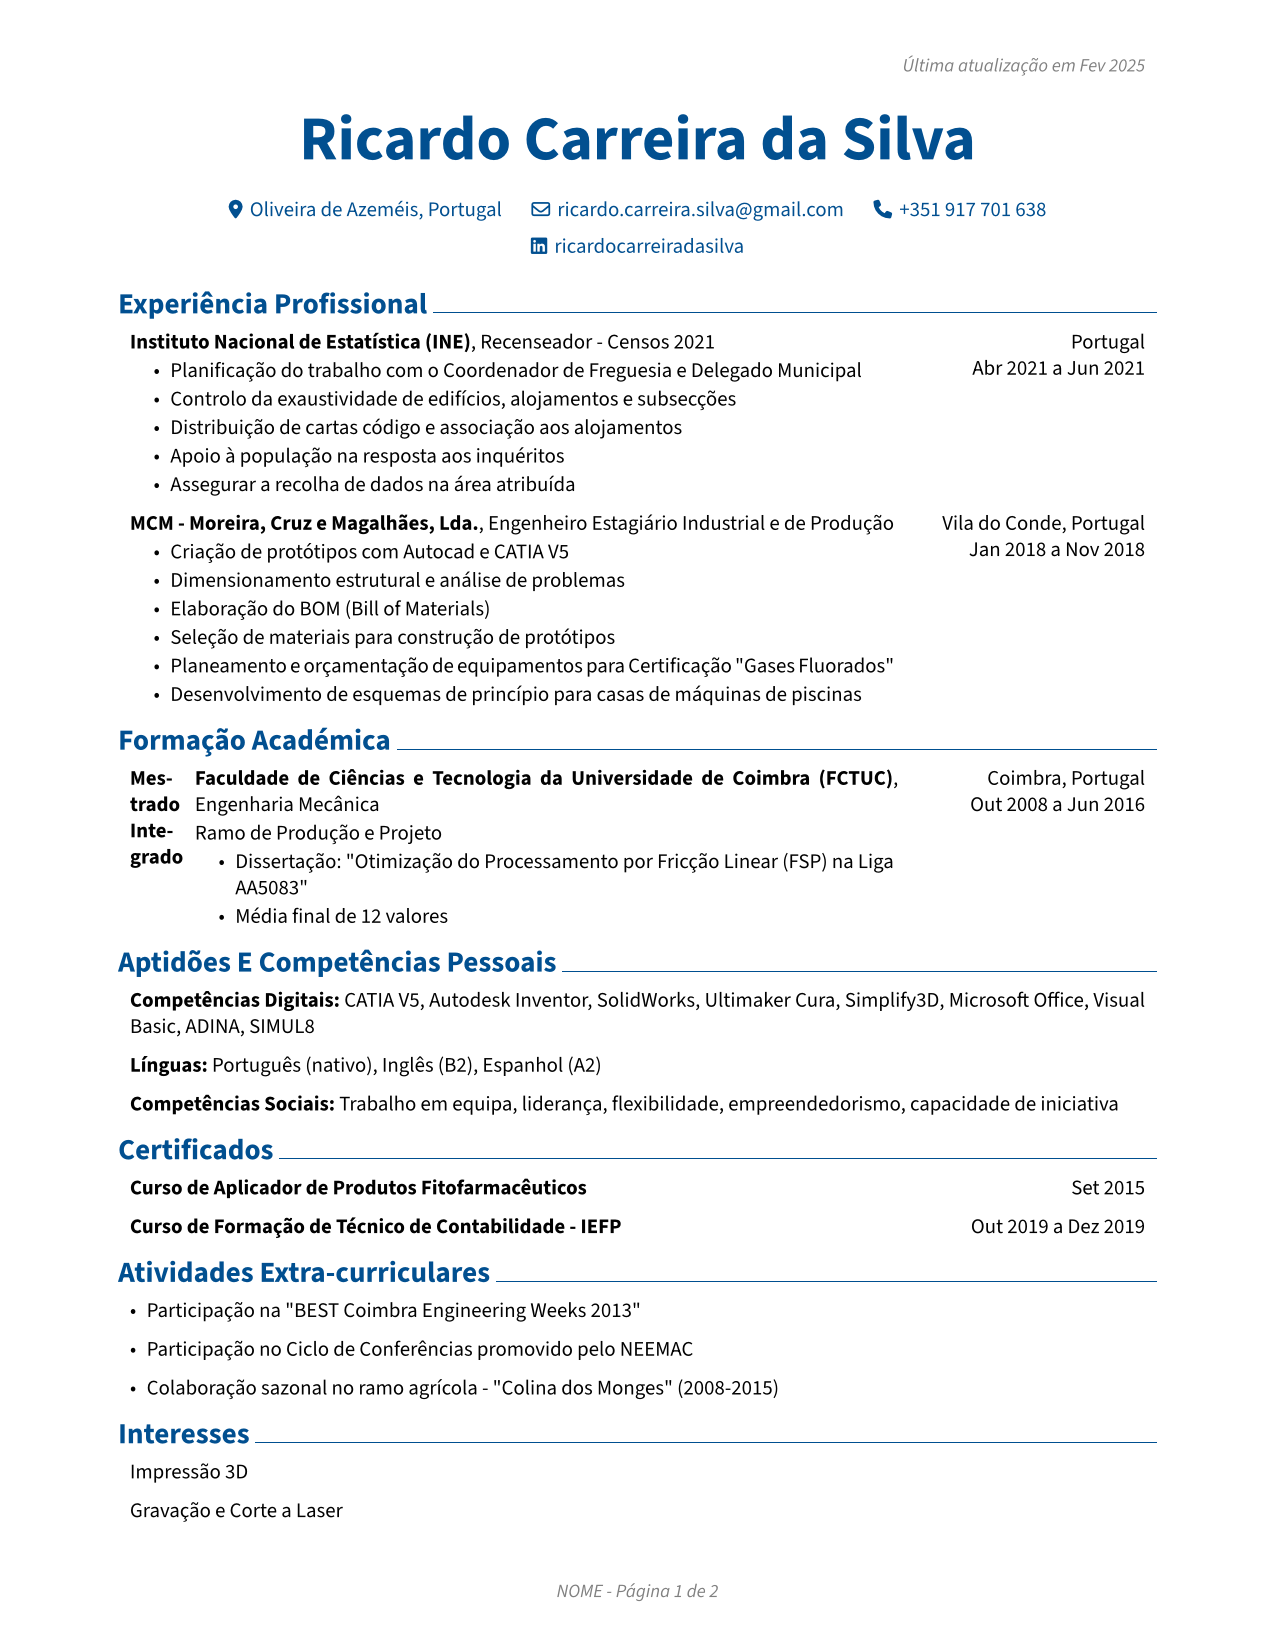 Última atualização em Fev 2025
Ricardo Carreira da Silva
Oliveira de Azeméis, Portugal ricardo.carreira.silva@gmail.com +351 917 701 638
ricardocarreiradasilva
Experiência Profissional
Instituto Nacional de Estatística (INE), Recenseador - Censos 2021 Portugal
• Planificação do trabalho com o Coordenador de Freguesia e Delegado Municipal Abr 2021 a Jun 2021
• Controlo da exaustividade de edifícios, alojamentos e subsecções
• Distribuição de cartas código e associação aos alojamentos
• Apoio à população na resposta aos inquéritos
• Assegurar a recolha de dados na área atribuída
MCM - Moreira, Cruz e Magalhães, Lda., Engenheiro Estagiário Industrial e de Produção Vila do Conde, Portugal
• Criação de protótipos com Autocad e CATIA V5 Jan 2018 a Nov 2018
• Dimensionamento estrutural e análise de problemas
• Elaboração do BOM (Bill of Materials)
• Seleção de materiais para construção de protótipos
• Planeamento e orçamentação de equipamentos para Certificação "Gases Fluorados"
• Desenvolvimento de esquemas de princípio para casas de máquinas de piscinas
Formação Académica
Mes- Faculdade de Ciências e Tecnologia da Universidade de Coimbra (FCTUC), Coimbra, Portugal
trado Engenharia Mecânica Out 2008 a Jun 2016
Inte- Ramo de Produção e Projeto
grado • Dissertação: "Otimização do Processamento por Fricção Linear (FSP) na Liga
AA5083"
• Média final de 12 valores
Aptidões E Competências Pessoais
Competências Digitais: CATIA V5, Autodesk Inventor, SolidWorks, Ultimaker Cura, Simplify3D, Microsoft Office, Visual
Basic, ADINA, SIMUL8
Línguas: Português (nativo), Inglês (B2), Espanhol (A2)
Competências Sociais: Trabalho em equipa, liderança, flexibilidade, empreendedorismo, capacidade de iniciativa
Certificados
Curso de Aplicador de Produtos Fitofarmacêuticos Set 2015
Curso de Formação de Técnico de Contabilidade - IEFP Out 2019 a Dez 2019
Atividades Extra-curriculares
• Participação na "BEST Coimbra Engineering Weeks 2013"
• Participação no Ciclo de Conferências promovido pelo NEEMAC
• Colaboração sazonal no ramo agrícola - "Colina dos Monges" (2008-2015)
Interesses
Impressão 3D
Gravação e Corte a Laser
NOME - Página 1 de 2